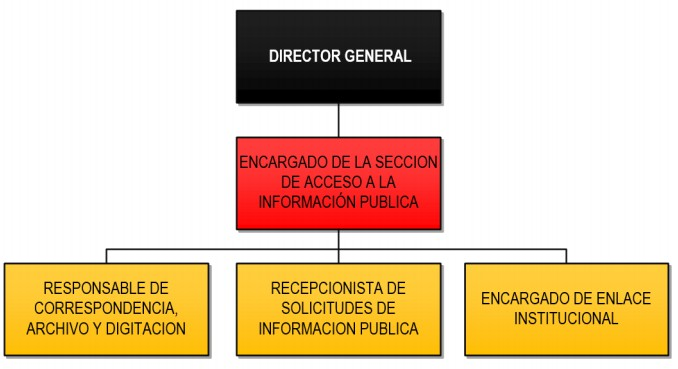 DIRECTOR GENERAL
ENCARGADO DE LA SECCION
DE ACCESO A LA
INFORMACIÓN PUBLICA
RESPONSABLE DE
CORRESPONDENCIA,
ARCHIVO Y DIGITACION
RECEPCIONISTA DE
SOLICITUDES DE
INFORMACION PUBLICA
ENCARGADO DE ENLACE
INSTITUCIONAL